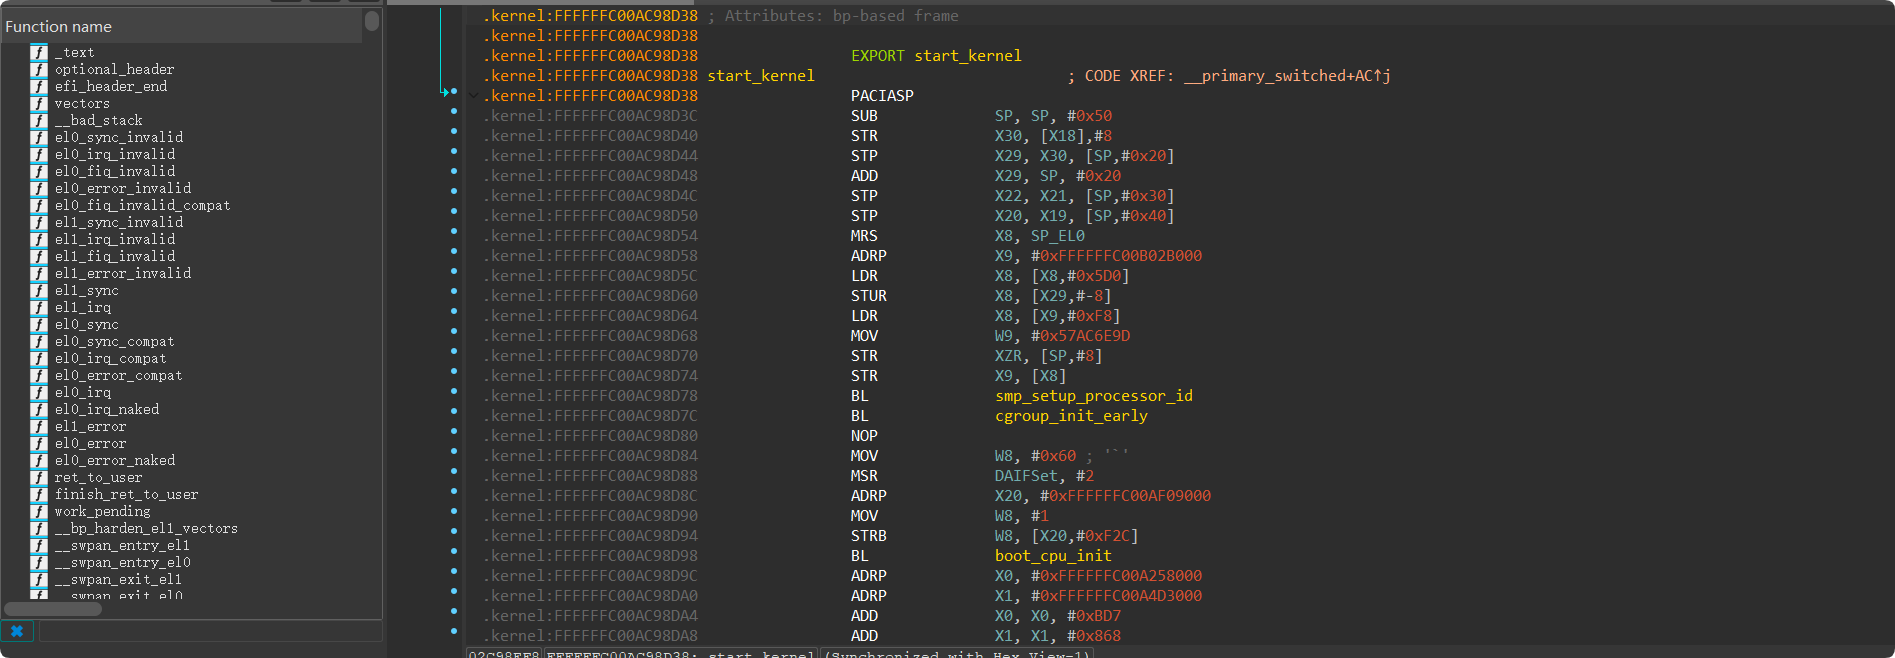 Function name
_text
optional_header
efi_header_end
vectors
__bad_stack
el0_sync_invalid
el0_irq_invalid
el0_fiq_invalid
el0_error_invalid
el0_fiq_invalid_compat
el1_sync_invalid
el1_irq_invalid
el1_fiq_invalid
el1_error_invalid
el1_sync
el1_irq
el0_sync
el0_sync_compat
el0_irq_compat
el0_error_compat
el0_irq
el0_irq_naked
el1_error
el0_error
el0_error_naked
ret_to_user
finish_ret_to_user
work_pending
__bp_harden_el1_vectors
__swpan_entry_el1
__swpan_entry_el0
__swpan_exit_el1
__swpan_exit_el0
.kernel:FFFFFFC00AC98D38 ; Attributes: bp-based frame
.kernel:FFFFFFC00AC98D38
.kernel:FFFFFFC00AC98D38 EXPORT start_kernel
.kernel:FFFFFFC00AC98D38 start_kernel ; CODE XREF: __primary_switched+AC↑j
.kernel:FFFFFFC00AC98D38 PACIASP
.kernel:FFFFFFC00AC98D3C SUB SP, SP, #0x50
.kernel:FFFFFFC00AC98D40 STR X30, [X18],#8
.kernel:FFFFFFC00AC98D44 STP X29, X30, [SP,#0x20]
.kernel:FFFFFFC00AC98D48 ADD X29, SP, #0x20
.kernel:FFFFFFC00AC98D4C STP X22, X21, [SP,#0x30]
.kernel:FFFFFFC00AC98D50 STP X20, X19, [SP,#0x40]
.kernel:FFFFFFC00AC98D54 MRS X8, SP_EL0
.kernel:FFFFFFC00AC98D58 ADRP X9, #0xFFFFFFC00B02B000
.kernel:FFFFFFC00AC98D5C LDR X8, [X8,#0x5D0]
.kernel:FFFFFFC00AC98D60 STUR X8, [X29,#-8]
.kernel:FFFFFFC00AC98D64 LDR X8, [X9,#0xF8]
.kernel:FFFFFFC00AC98D68 MOV W9, #0x57AC6E9D
.kernel:FFFFFFC00AC98D70 STR XZR, [SP,#8]
.kernel:FFFFFFC00AC98D74 STR X9, [X8]
.kernel:FFFFFFC00AC98D78 BL smp_setup_processor_id
.kernel:FFFFFFC00AC98D7C BL cgroup_init_early
.kernel:FFFFFFC00AC98D80 NOP
.kernel:FFFFFFC00AC98D84 MOV W8, #0x60 ; '`'
.kernel:FFFFFFC00AC98D88 MSR DAIFSet, #2
.kernel:FFFFFFC00AC98D8C ADRP X20, #0xFFFFFFC00AF09000
.kernel:FFFFFFC00AC98D90 MOV W8, #1
.kernel:FFFFFFC00AC98D94 STRB W8, [X20,#0xF2C]
.kernel:FFFFFFC00AC98D98 BL boot_cpu_init
.kernel:FFFFFFC00AC98D9C ADRP X0, #0xFFFFFFC00A258000
.kernel:FFFFFFC00AC98DA0 ADRP X1, #0xFFFFFFC00A4D3000
.kernel:FFFFFFC00AC98DA4 ADD X0, X0, #0xBD7
.kernel:FFFFFFC00AC98DA8 ADD X1, X1, #0x868
02C98EF8 FFFFFFC00AC98D38: start_kernel (Synchronized with Hex View-1)